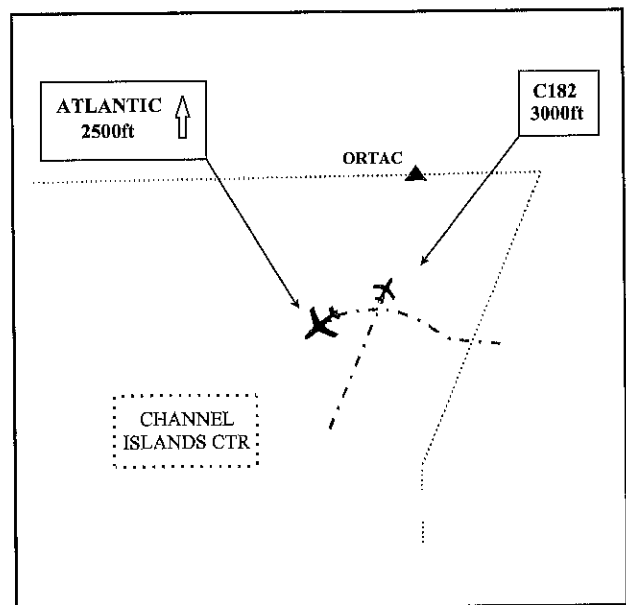 ATLANTIC
2500ft
C182
3000ft
ORTAC
CHANNEL
ISLANDS CTR